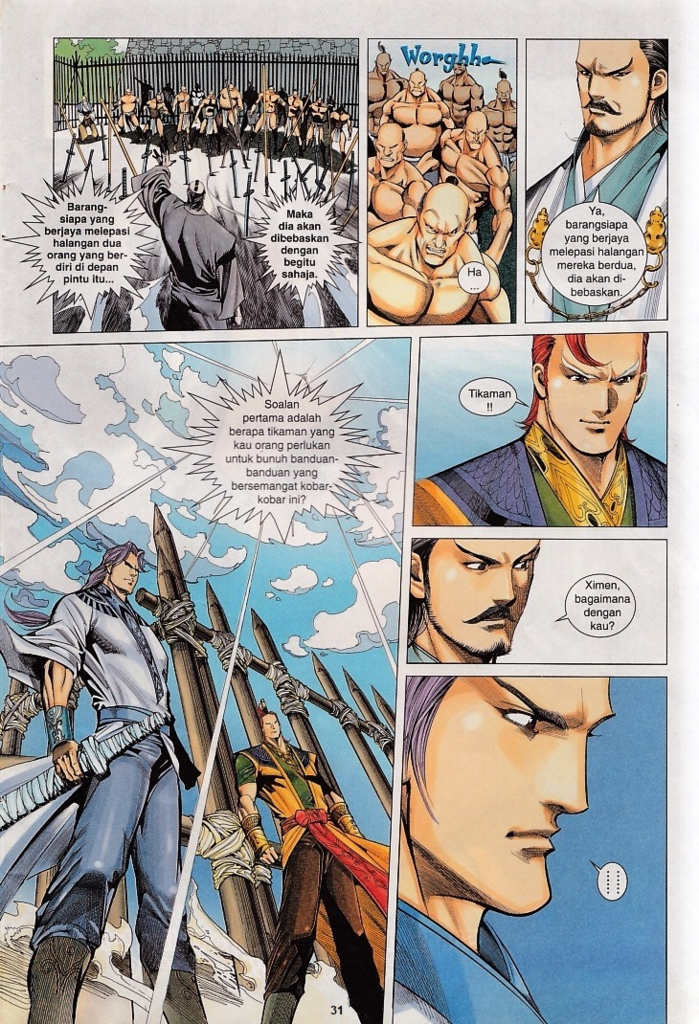 Barang-
siapa yang
berjaya melepasi
halangan dua
orang yang ber-
diri di depan
pintu itu...
Maka
dia akan
dibebaskan
dengan
begitu
sahaja.
Worghh
Ha
...
Ya,
barangsiapa
yang berjaya
melepasi halangan
mereka berdua,
dia akan di-
bebaskan.
Soalan
pertama adalah
berapa tikaman yang
kau orang perlukan
untuk bunuh banduan-
banduan yang
bersemangat kobar-
kobar ini?
Tikaman
!!
Ximen,
bagaimana
dengan
kau?
31